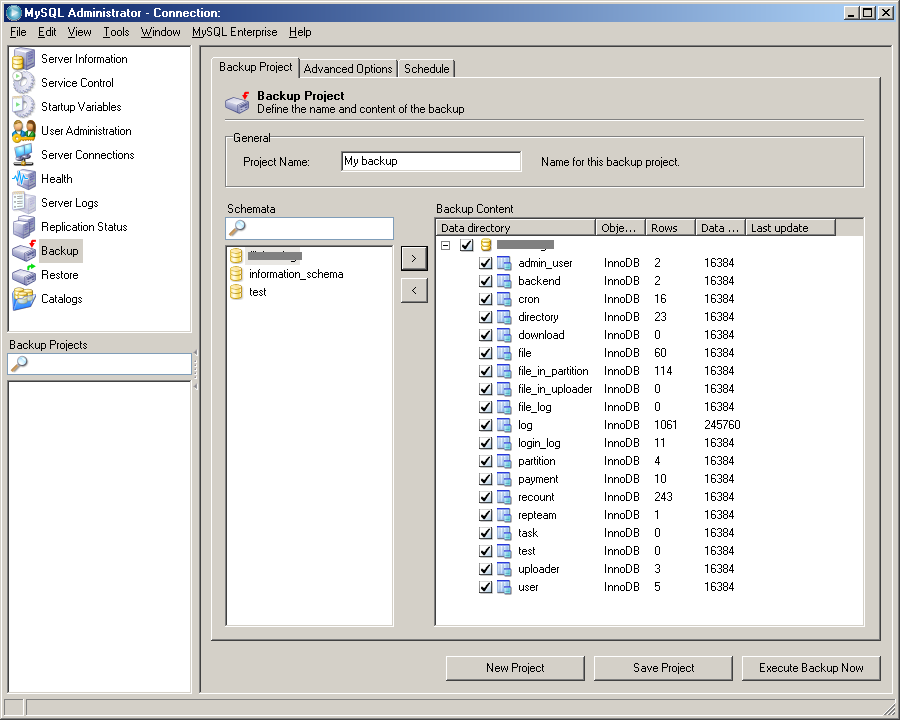 MySQL Administrator - Connection:
File Edit View Tools Window MySQL Enterprise Help
Server Information
Service Control
Startup Variables
User Administration
Server Connections
Health
Server Logs
Replication Status
Backup
Restore
Catalogs
Backup Projects
Backup Project Advanced Options Schedule
Backup Project
Define the name and content of the backup
General
Project Name: My backup Name for this backup project.
Schemata
information_schema
test
>
<
Backup Content
Data directory Obje... Rows Data ... Last update
admin_user InnoDB 2 16384
backend InnoDB 2 16384
cron InnoDB 16 16384
directory InnoDB 23 16384
download InnoDB 0 16384
file InnoDB 60 16384
file_in_partition InnoDB 114 16384
file_in_uploader InnoDB 0 16384
file_log InnoDB 0 16384
log InnoDB 1061 245760
login_log InnoDB 11 16384
partition InnoDB 4 16384
payment InnoDB 10 16384
recount InnoDB 243 16384
repteam InnoDB 1 16384
task InnoDB 0 16384
test InnoDB 0 16384
uploader InnoDB 3 16384
user InnoDB 5 16384
New Project Save Project Execute Backup Now